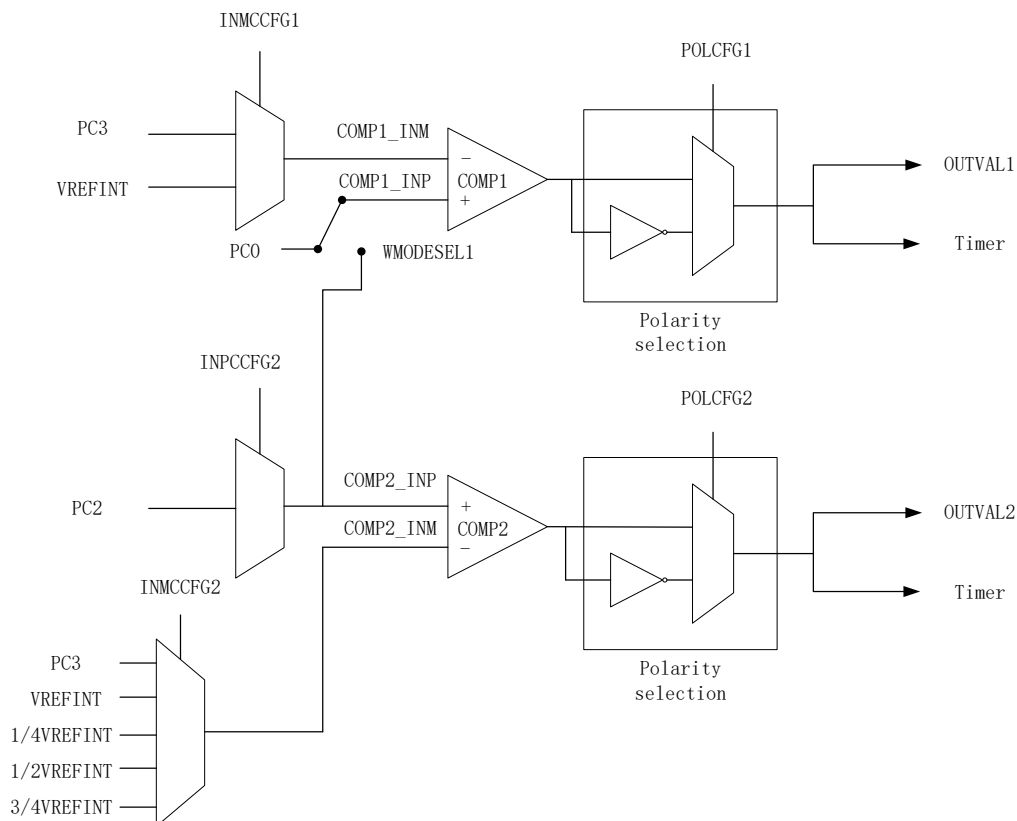 INMCCFG1
POLCFG1
PC3
COMP1_INM
VREFINT
COMP1_INP
−
COMP1
+
OUTVAL1
PC0
WMODESEL1
Timer
Polarity
selection
INPCCFG2
POLCFG2
PC2
COMP2_INP
+
COMP2_INM
COMP2
−
OUTVAL2
INMCCFG2
Timer
PC3
VREFINT
1/4VREFINT
1/2VREFINT
3/4VREFINT
Polarity
selection